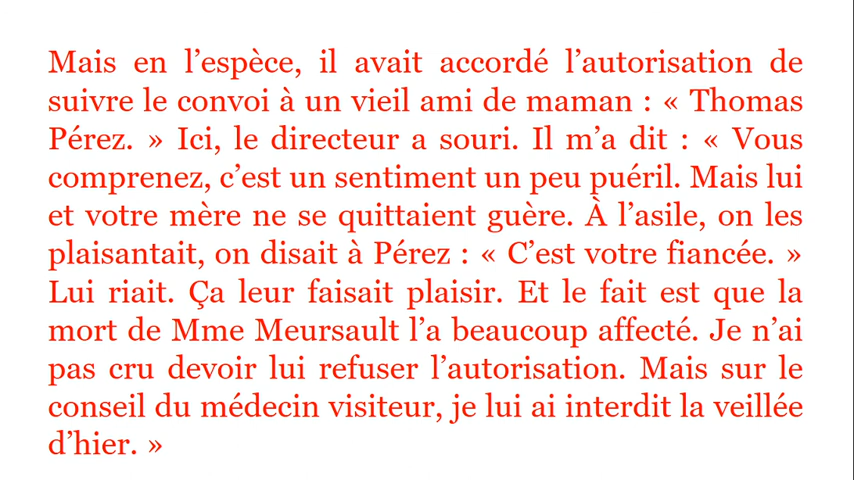 Mais en l’espèce, il avait accordé l’autorisation de
suivre le convoi à un vieil ami de maman : « Thomas
Pérez. » Ici, le directeur a souri. Il m’a dit : « Vous
comprenez, c’est un sentiment un peu puéril. Mais lui
et votre mère ne se quittaient guère. À l’asile, on les
plaisantait, on disait à Pérez : « C’est votre fiancée. »
Lui riait. Ça leur faisait plaisir. Et le fait est que la
mort de Mme Meursault l’a beaucoup affecté. Je n’ai
pas cru devoir lui refuser l’autorisation. Mais sur le
conseil du médecin visiteur, je lui ai interdit la veillée
d’hier. »